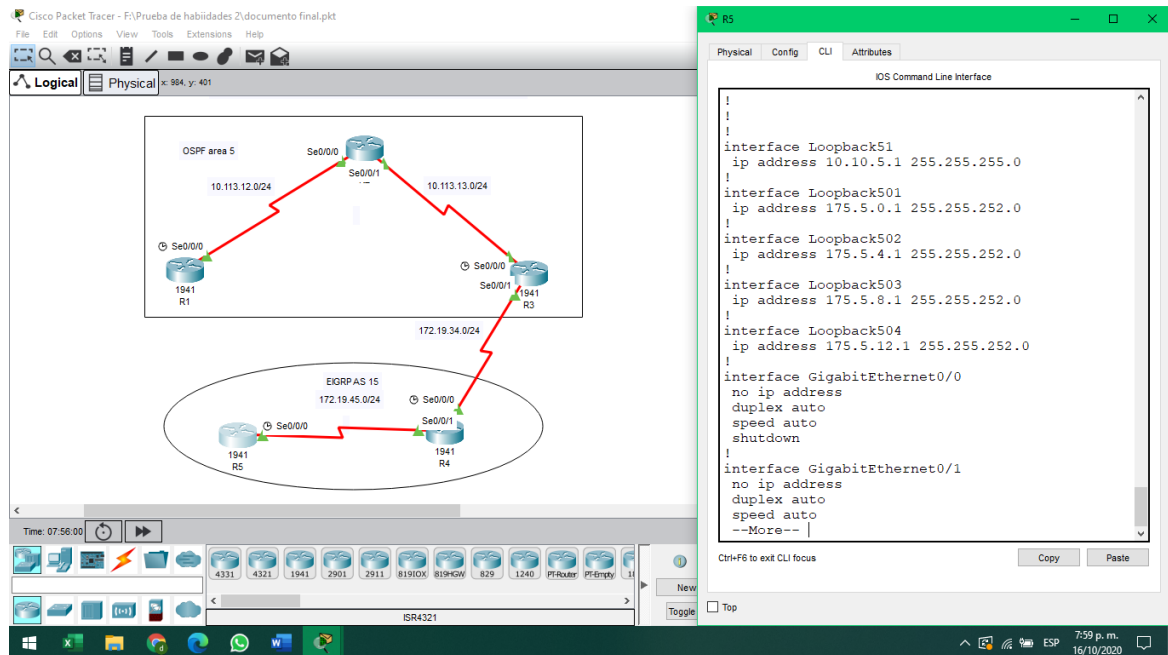 Cisco Packet Tracer - F:\Prueba de habiidades 2\documento final.pkt
File Edit Options View Tools Extensions Help
Logical Physical x: 984, y: 401
OSPF area 5
Se0/0/0
Se0/0/1
10.113.12.0/24
10.113.13.0/24
Se0/0/0
1941
R1
Se0/0/0
Se0/0/1
1941
R3
172.19.34.0/24
EIGRP AS 15
172.19.45.0/24
Se0/0/0
Se0/0/0
Se0/0/1
1941
R5
1941
R4
Time: 07:56:00
4331 4321 1941 2901 2911 819IOX 819HGW 829 1240 PT-Router PT-Empty
New
Toggle
ISR4321
R5
Physical Config CLI Attributes
IOS Command Line Interface
!
!
!
interface Loopback51
ip address 10.10.5.1 255.255.255.0
!
interface Loopback501
ip address 175.5.0.1 255.255.252.0
!
interface Loopback502
ip address 175.5.4.1 255.255.252.0
!
interface Loopback503
ip address 175.5.8.1 255.255.252.0
!
interface Loopback504
ip address 175.5.12.1 255.255.252.0
!
interface GigabitEthernet0/0
no ip address
duplex auto
speed auto
shutdown
!
interface GigabitEthernet0/1
no ip address
duplex auto
speed auto
--More--
Ctrl+F6 to exit CLI focus
Copy Paste
Top
ESP
7:59 p. m.
16/10/2020